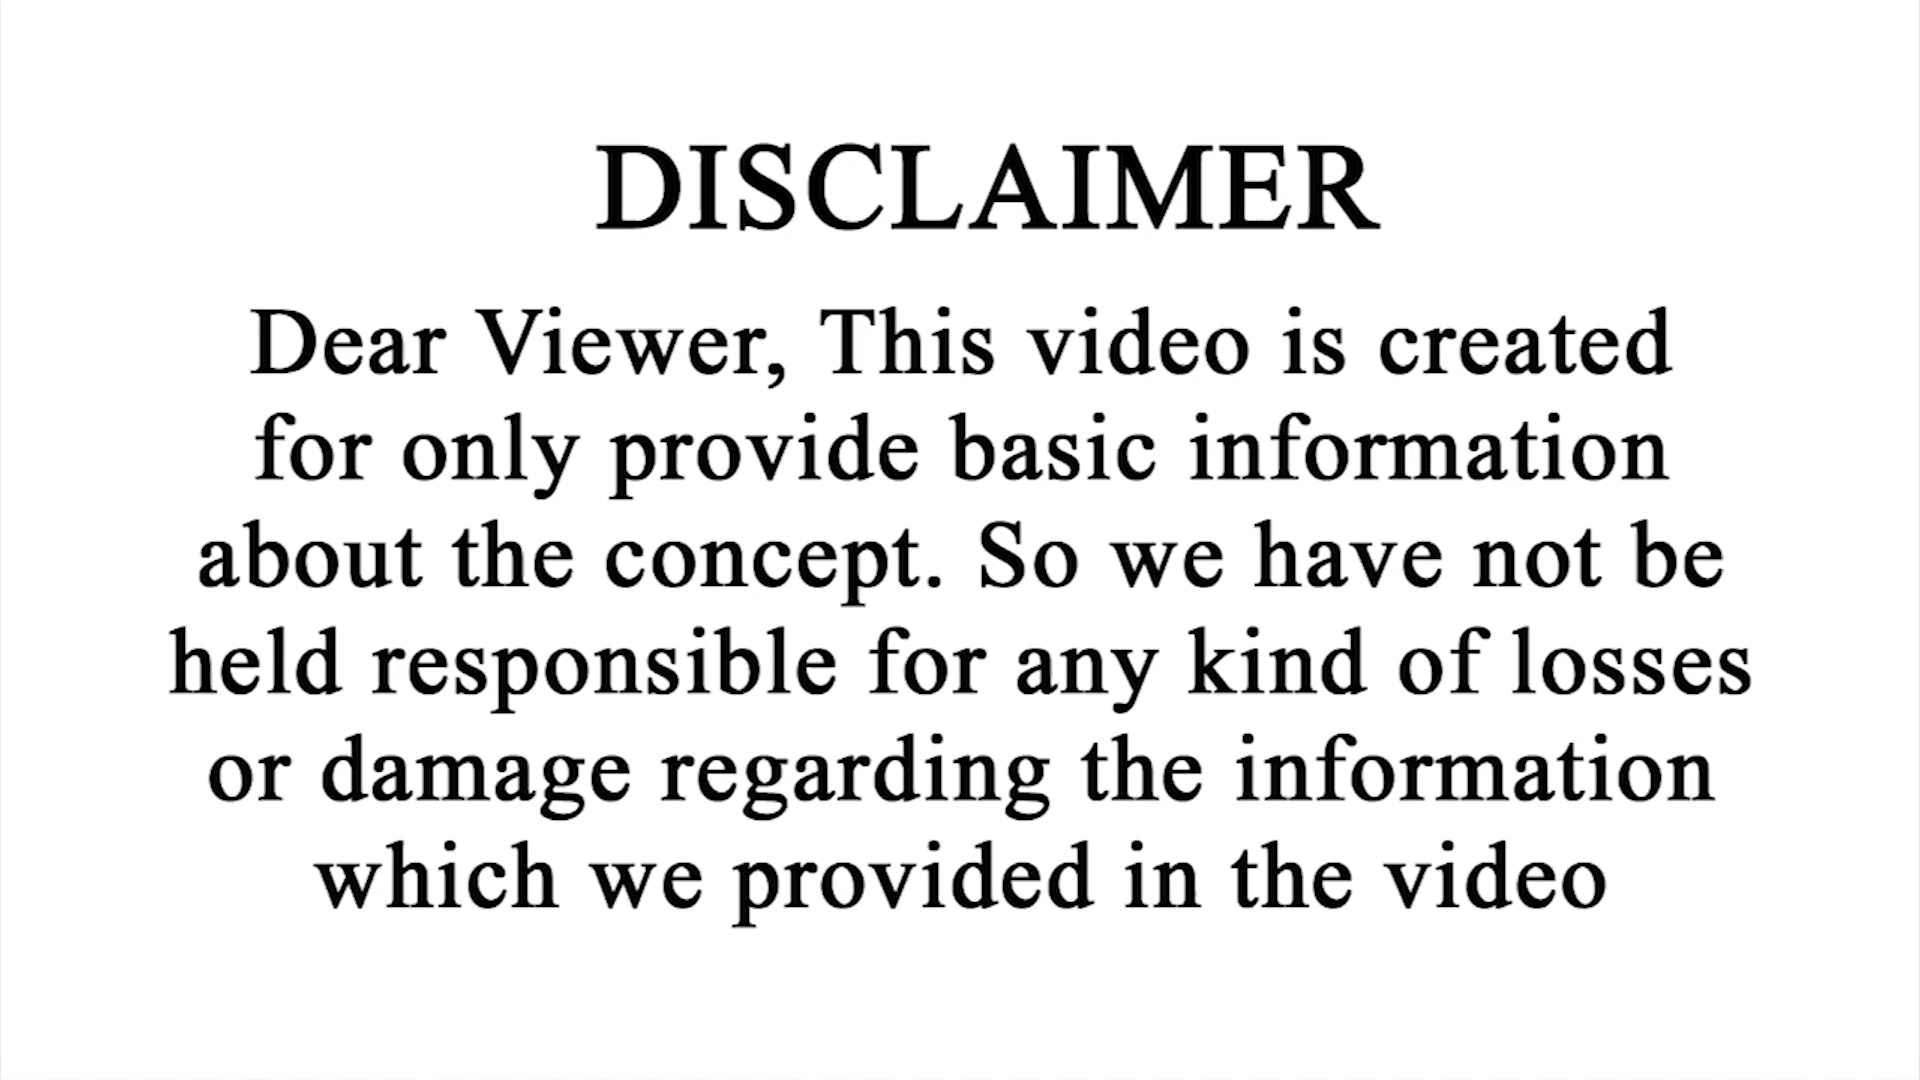 DISCLAIMER
Dear Viewer, This video is created
for only provide basic information
about the concept. So we have not be
held responsible for any kind of losses
or damage regarding the information
which we provided in the video